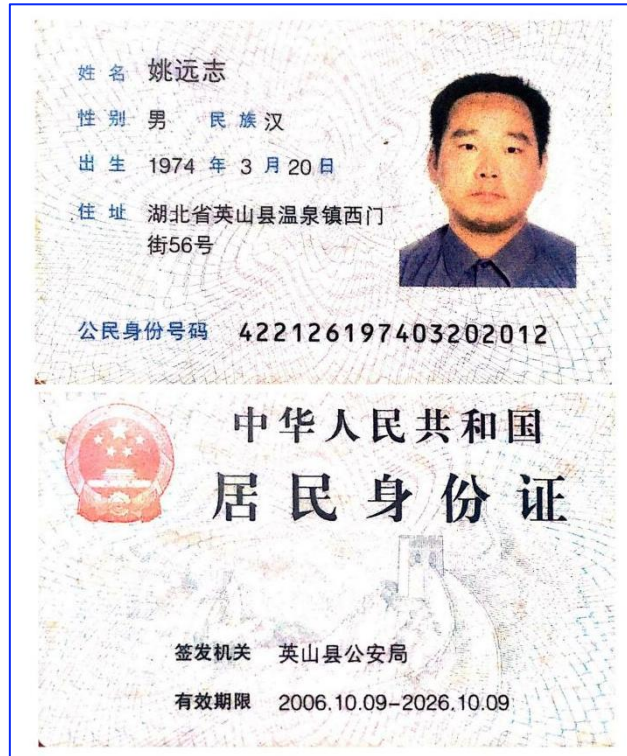 姓名 姚远志
性别 男 民族 汉
出生 1974 年 3 月 20 日
住址 湖北省英山县温泉镇西门
街56号
公民身份号码 422126197403202012
中华人民共和国
居民身份证
签发机关 英山县公安局
有效期限 2006.10.09-2026.10.09